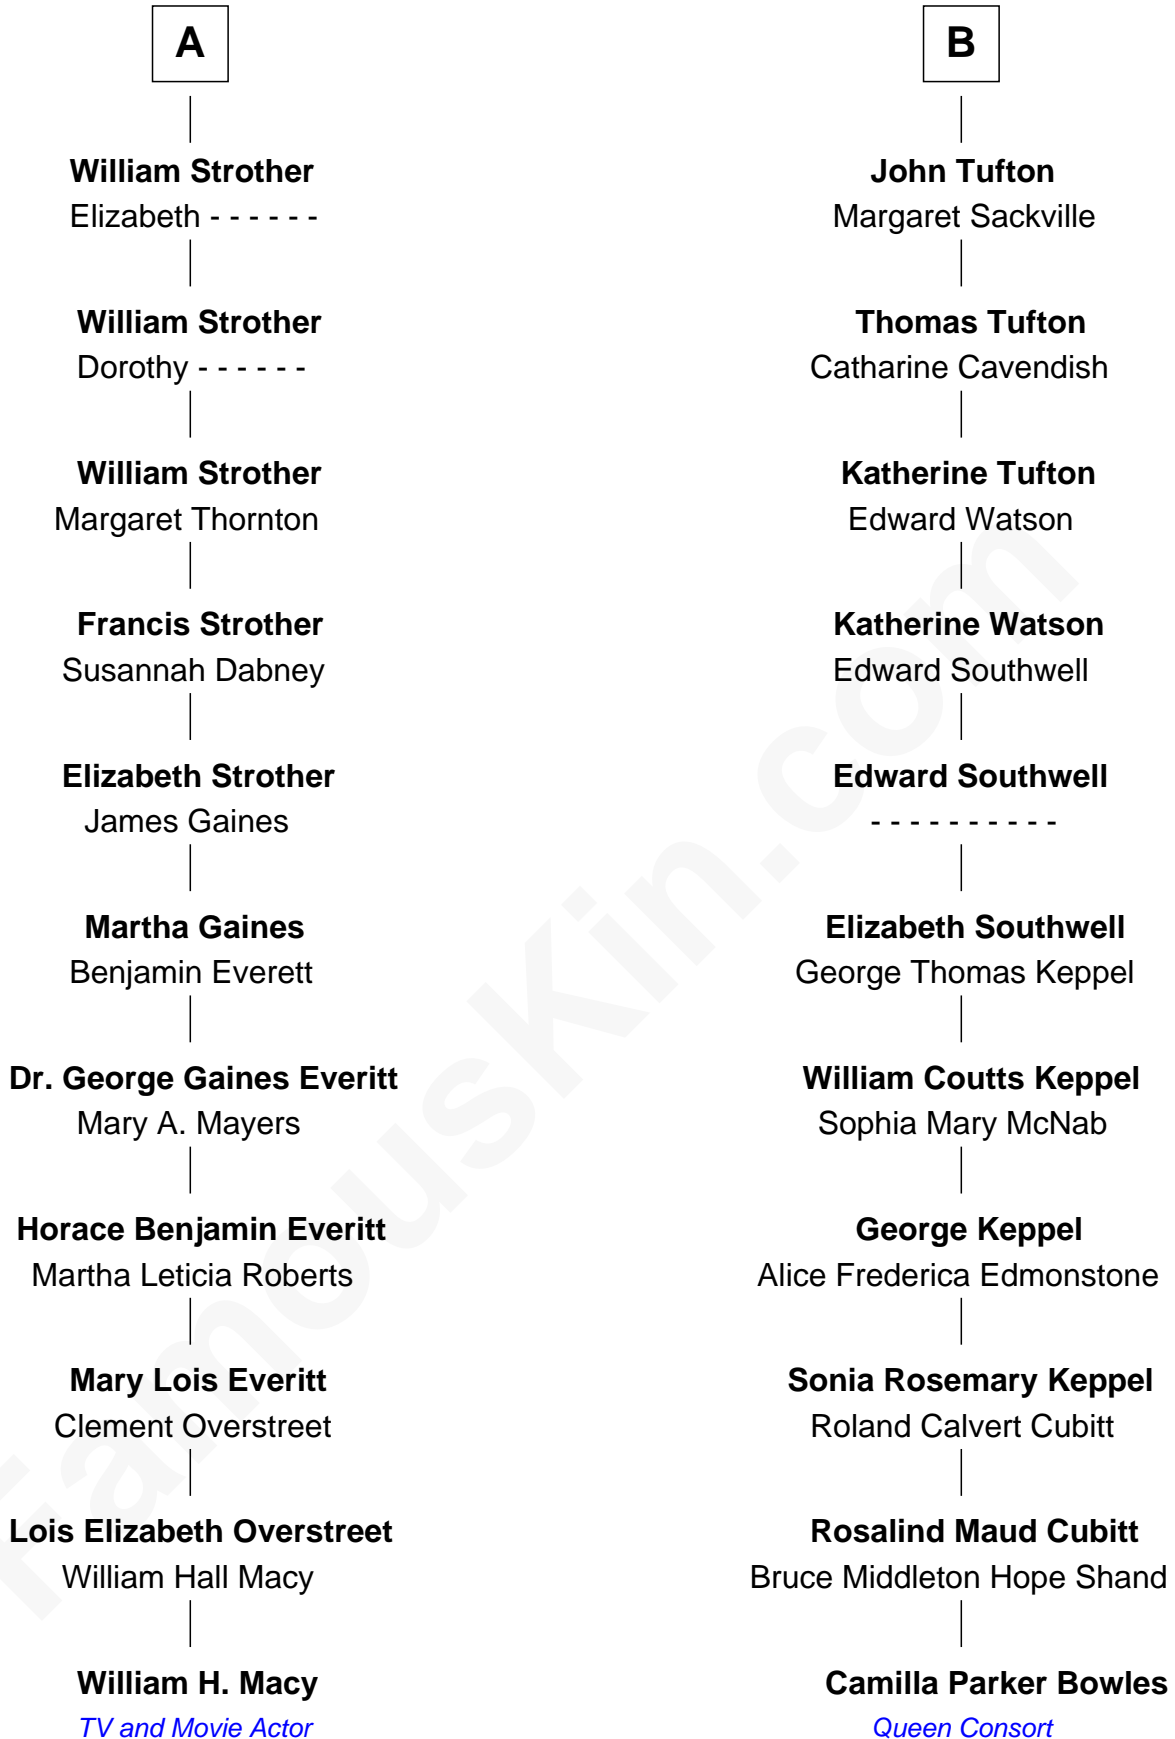 A
William Strother
Elizabeth - - - - - -
William Strother
Dorothy - - - - - -
William Strother
Margaret Thornton
Francis Strother
Susannah Dabney
Elizabeth Strother
James Gaines
Martha Gaines
Benjamin Everett
Dr. George Gaines Everitt
Mary A. Mayers
Horace Benjamin Everitt
Martha Leticia Roberts
Mary Lois Everitt
Clement Overstreet
Lois Elizabeth Overstreet
William Hall Macy
William H. Macy
TV and Movie Actor
B
John Tufton
Margaret Sackville
Thomas Tufton
Catharine Cavendish
Katherine Tufton
Edward Watson
Katherine Watson
Edward Southwell
Edward Southwell
- - - - - - - - - -
Elizabeth Southwell
George Thomas Keppel
William Coutts Keppel
Sophia Mary McNab
George Keppel
Alice Frederica Edmonstone
Sonia Rosemary Keppel
Roland Calvert Cubitt
Rosalind Maud Cubitt
Bruce Middleton Hope Shand
Camilla Parker Bowles
Queen Consort
FamousKin.com